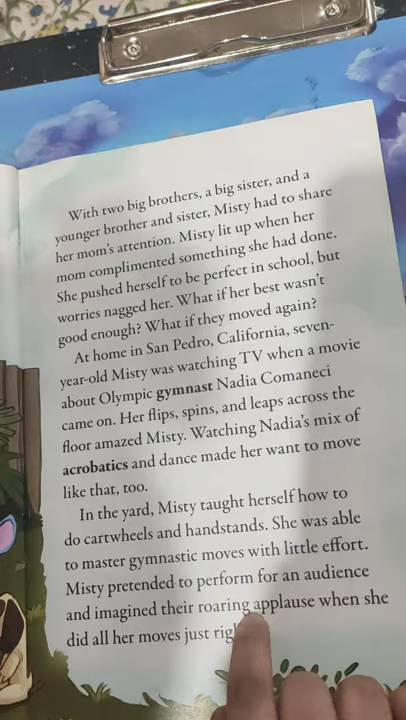 With two big brothers, a big sister, and a
younger brother and sister, Misty had to share
her mom's attention. Misty lit up when her
mom complimented something she had done.
She pushed herself to be perfect in school, but
worries nagged her. What if her best wasn't
good enough? What if they moved again?
At home in San Pedro, California, seven-
year-old Misty was watching TV when a movie
about Olympic gymnast Nadia Comaneci
came on. Her flips, spins, and leaps across the
floor amazed Misty. Watching Nadia's mix of
acrobatics and dance made her want to move
like that, too.
In the yard, Misty taught herself how to
do cartwheels and handstands. She was able
to master gymnastic moves with little effort.
Misty pretended to perform for an audience
and imagined their roaring applause when she
did all her moves just